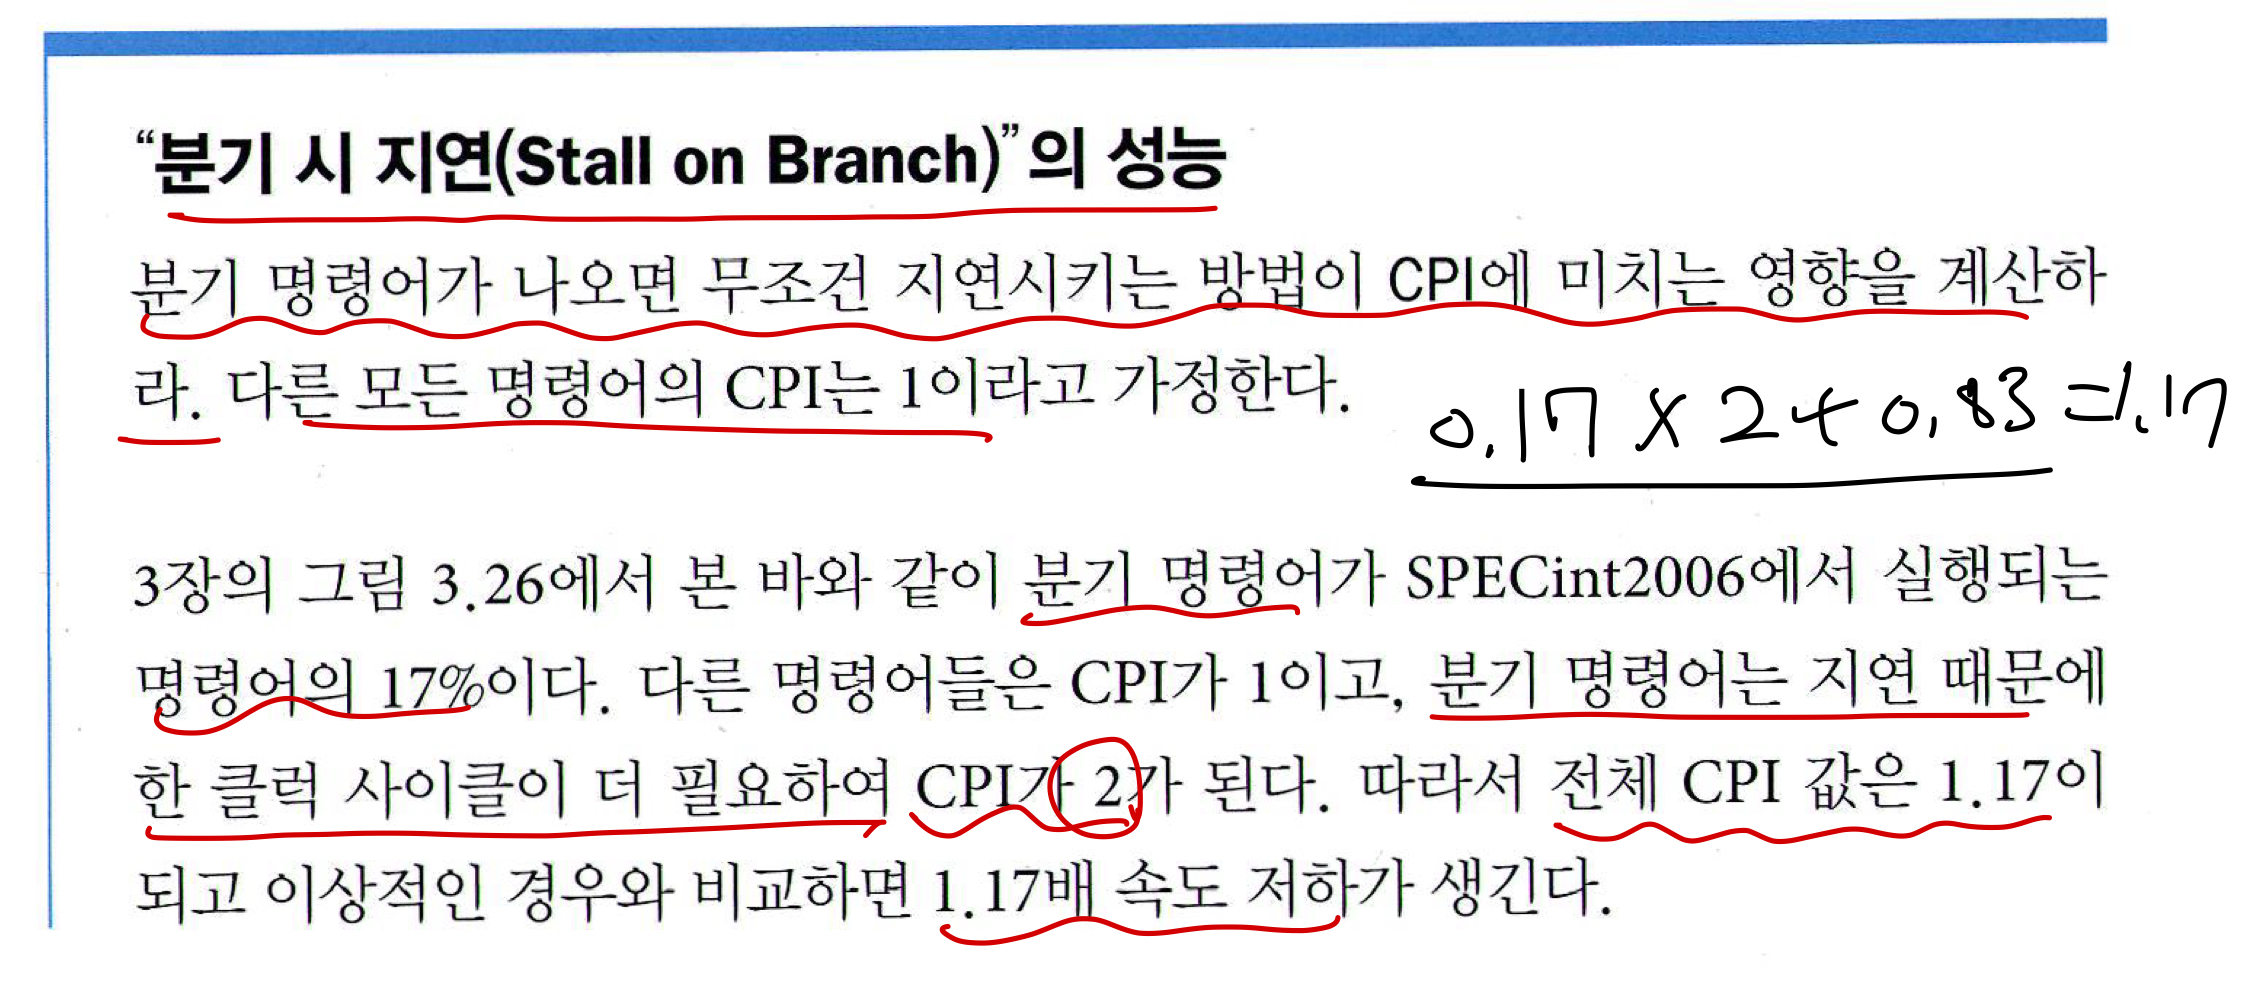 “분기 시 지연(Stall on Branch)”의 성능
분기 명령어가 나오면 무조건 지연시키는 방법이 CPI에 미치는 영향을 계산하
라. 다른 모든 명령어의 CPI는 1이라고 가정한다.
0.17 × 2 + 0.83 = 1.17
3장의 그림 3.26에서 본 바와 같이 분기 명령어가 SPECint2006에서 실행되는
명령어의 17%이다. 다른 명령어들은 CPI가 1이고, 분기 명령어는 지연 때문에
한 클럭 사이클이 더 필요하여 CPI가 2가 된다. 따라서 전체 CPI 값은 1.17이
되고 이상적인 경우와 비교하면 1.17배 속도 저하가 생긴다.